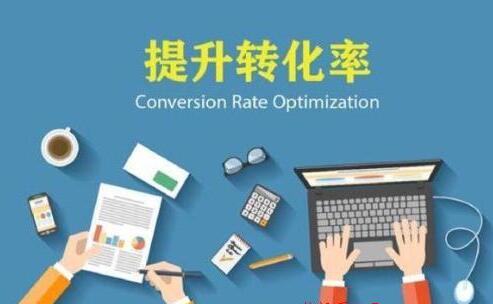 提升转化率
Conversion Rate Optimization